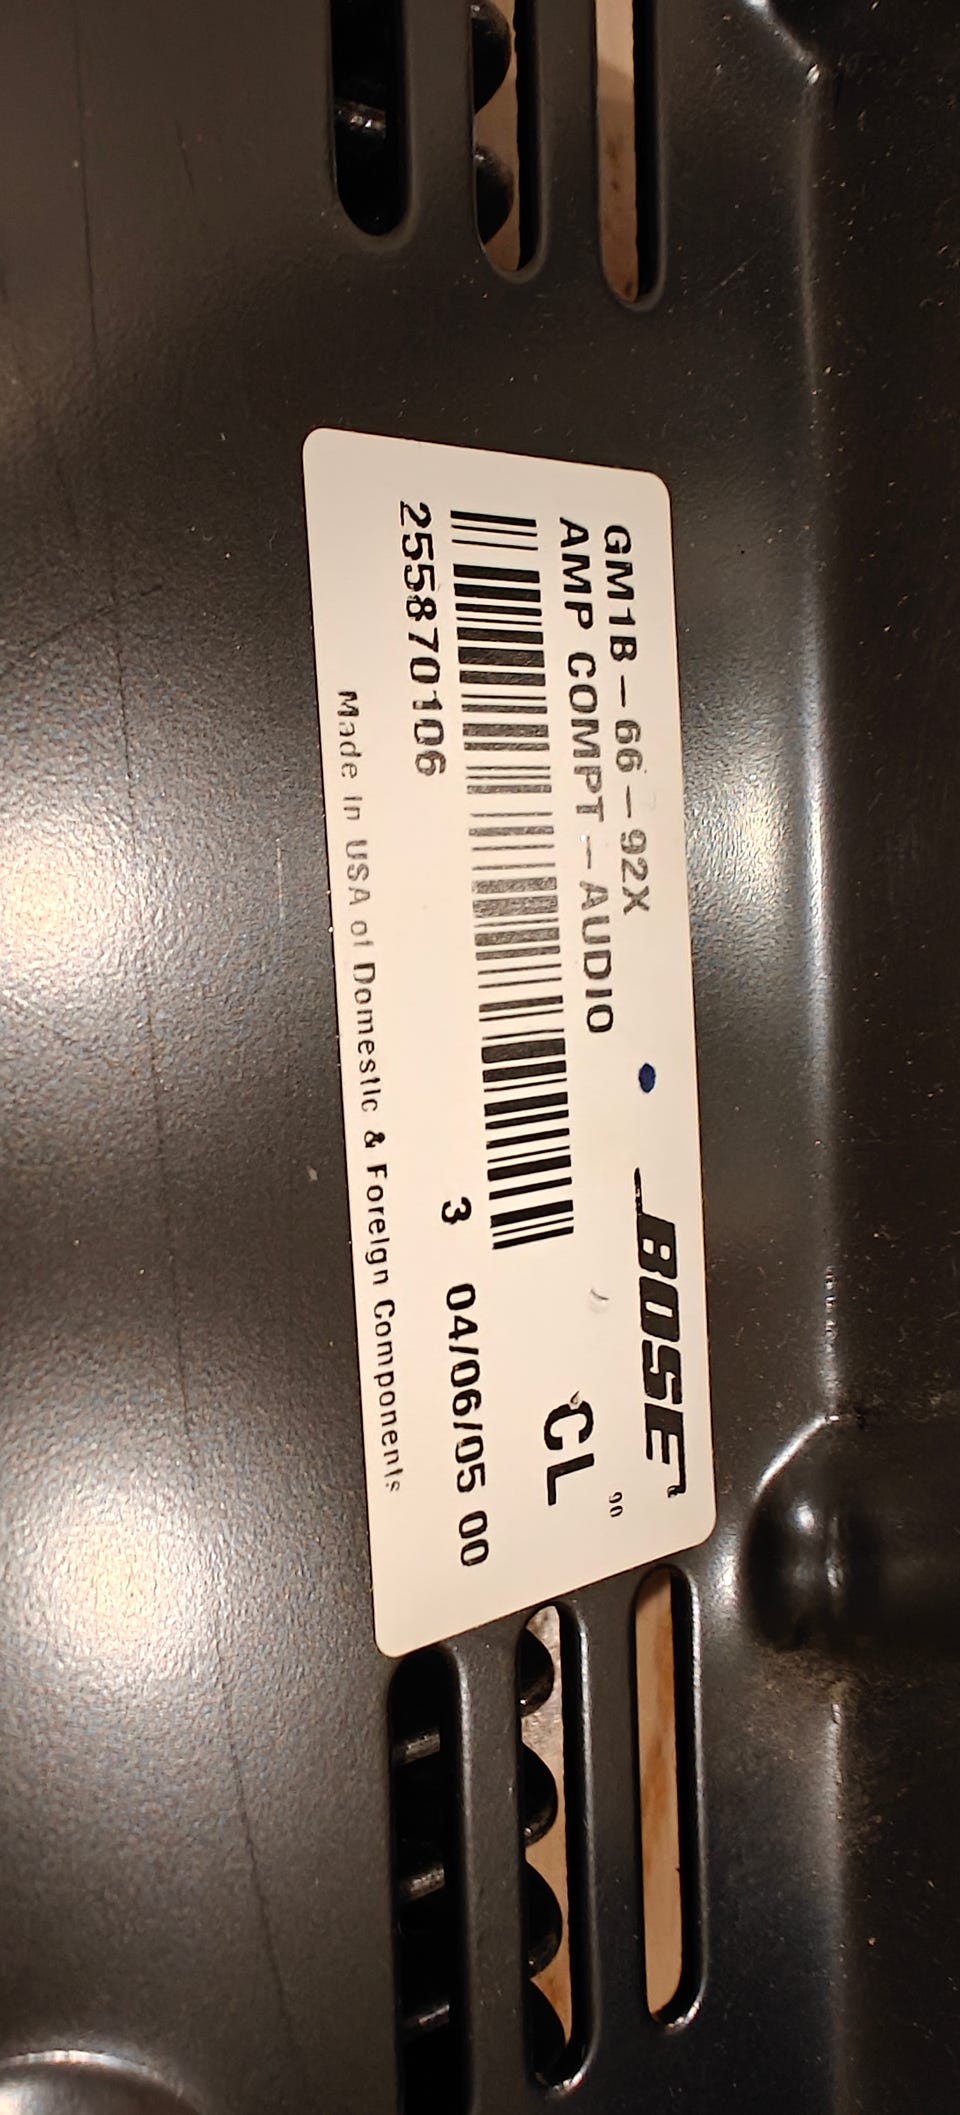 GM1B-66-92X
BOSE
AMP COMPT-AUDIO
90
CL
255870106
3 04/06/05 00
Made In USA of Domestic & Foreign Components